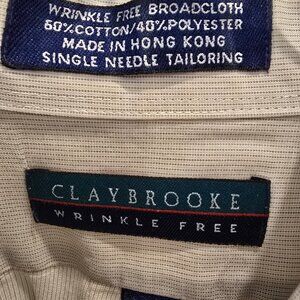 WRINKLE FREE BROADCLOTH
60% COTTON/40% POLYESTER
MADE IN HONG KONG
SINGLE NEEDLE TAILORING
CLAYBROOKE
WRINKLE FREE